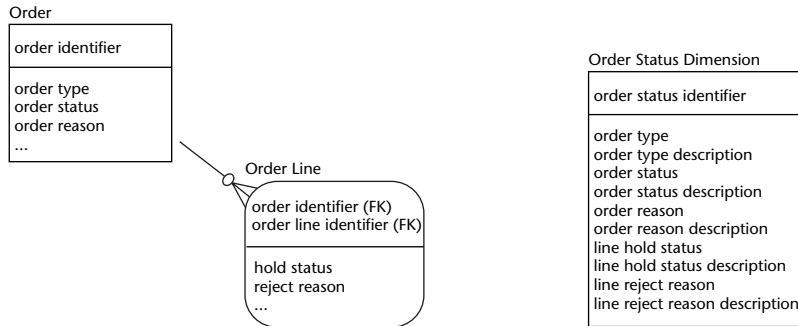 Order
order identifier
order type
order status
order reason
...
Order Line
order identifier (FK)
order line identifier (FK)
hold status
reject reason
...
Order Status Dimension
order status identifier
order type
order type description
order status
order status description
order reason
order reason description
line hold status
line hold status description
line reject reason
line reject reason description